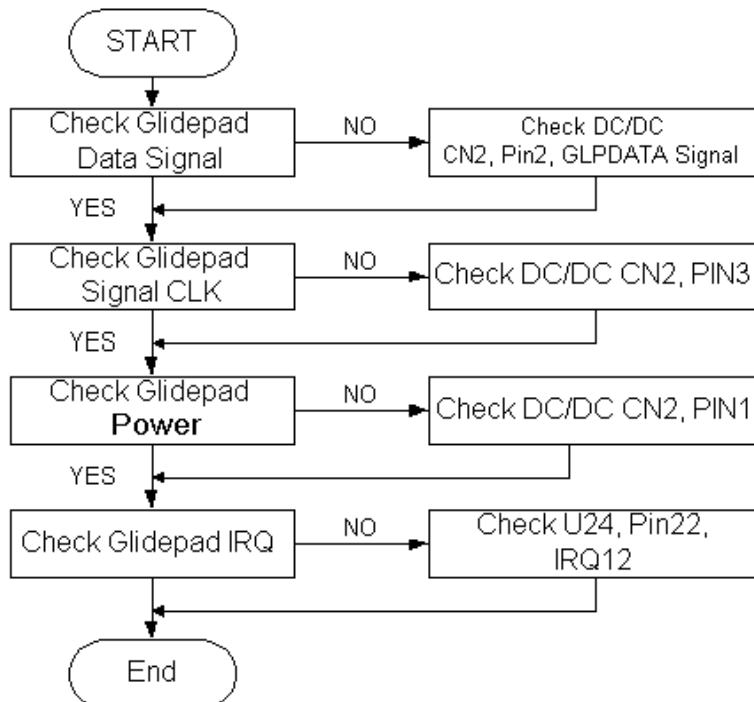 START
Check Glidepad
Data Signal
NO
Check DC/DC
CN2, Pin2, GLPDATA Signal
YES
Check Glidepad
Signal CLK
NO
Check DC/DC CN2, PIN3
YES
Check Glidepad
Power
NO
Check DC/DC CN2, PIN1
YES
Check Glidepad IRQ
NO
Check U24, Pin22,
IRQ12
End